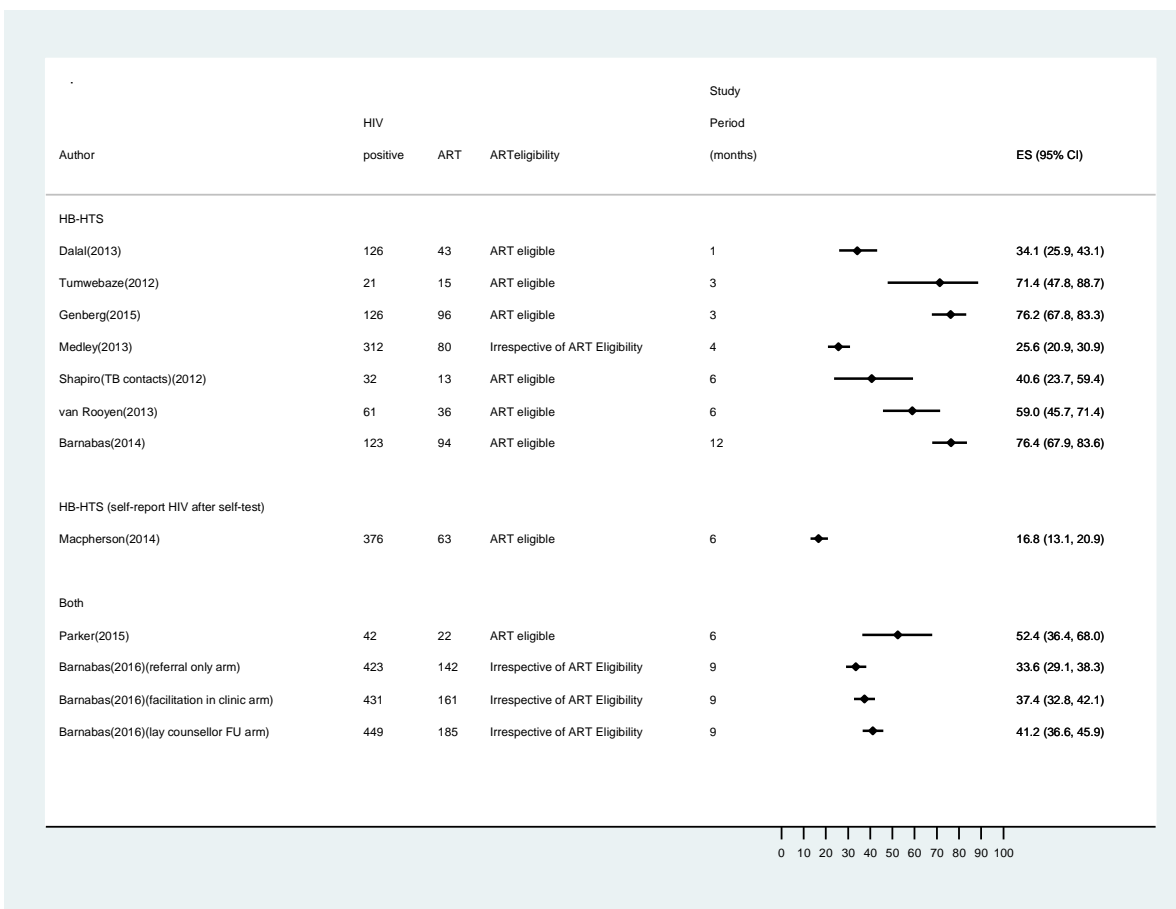 .
Study
HIV Period
Author positive ART ARTeligibility (months) ES (95% CI)
HB-HTS
Dalal(2013) 126 43 ART eligible 1 34.1 (25.9, 43.1)
Tumwebaze(2012) 21 15 ART eligible 3 71.4 (47.8, 88.7)
Genberg(2015) 126 96 ART eligible 3 76.2 (67.8, 83.3)
Medley(2013) 312 80 Irrespective of ART Eligibility 4 25.6 (20.9, 30.9)
Shapiro(TB contacts)(2012) 32 13 ART eligible 6 40.6 (23.7, 59.4)
van Rooyen(2013) 61 36 ART eligible 6 59.0 (45.7, 71.4)
Barnabas(2014) 123 94 ART eligible 12 76.4 (67.9, 83.6)
HB-HTS (self-report HIV after self-test)
Macpherson(2014) 376 63 ART eligible 6 16.8 (13.1, 20.9)
Both
Parker(2015) 42 22 ART eligible 6 52.4 (36.4, 68.0)
Barnabas(2016)(referral only arm) 423 142 Irrespective of ART Eligibility 9 33.6 (29.1, 38.3)
Barnabas(2016)(facilitation in clinic arm) 431 161 Irrespective of ART Eligibility 9 37.4 (32.8, 42.1)
Barnabas(2016)(lay counsellor FU arm) 449 185 Irrespective of ART Eligibility 9 41.2 (36.6, 45.9)
0 10 20 30 40 50 60 70 80 90 100